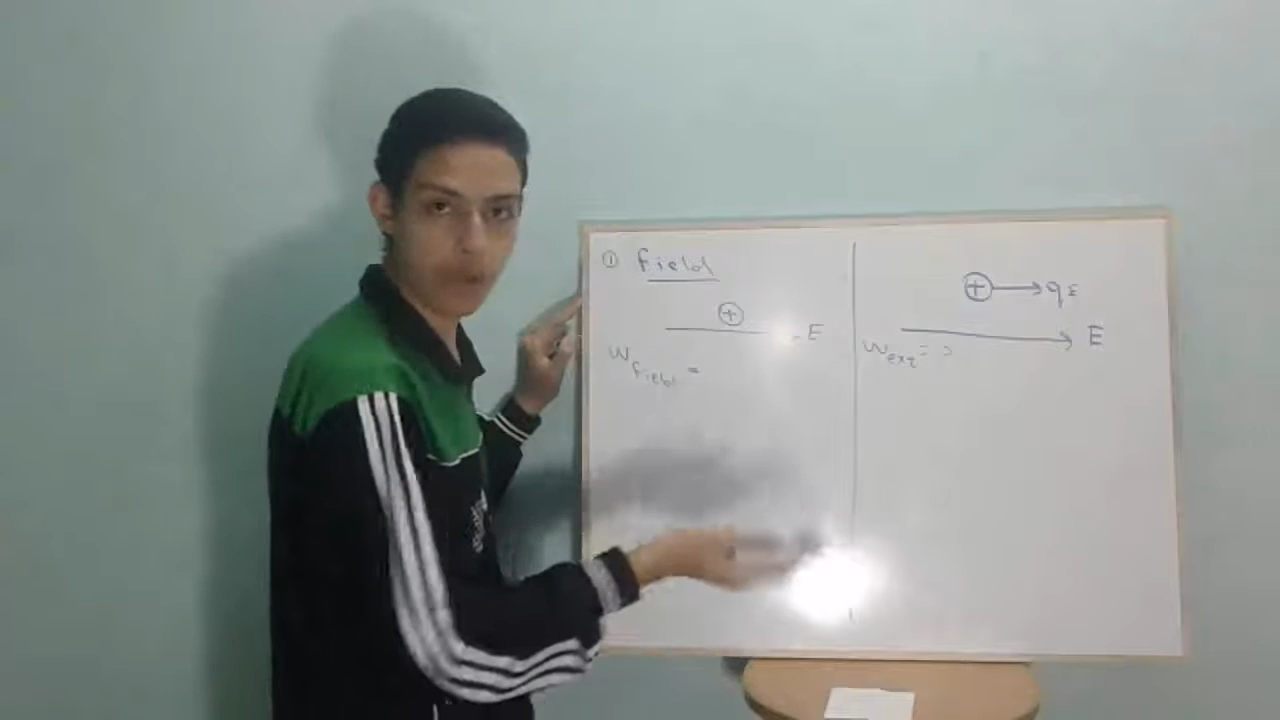 ① field
+
E
W field =
+ qE
E
W ext =